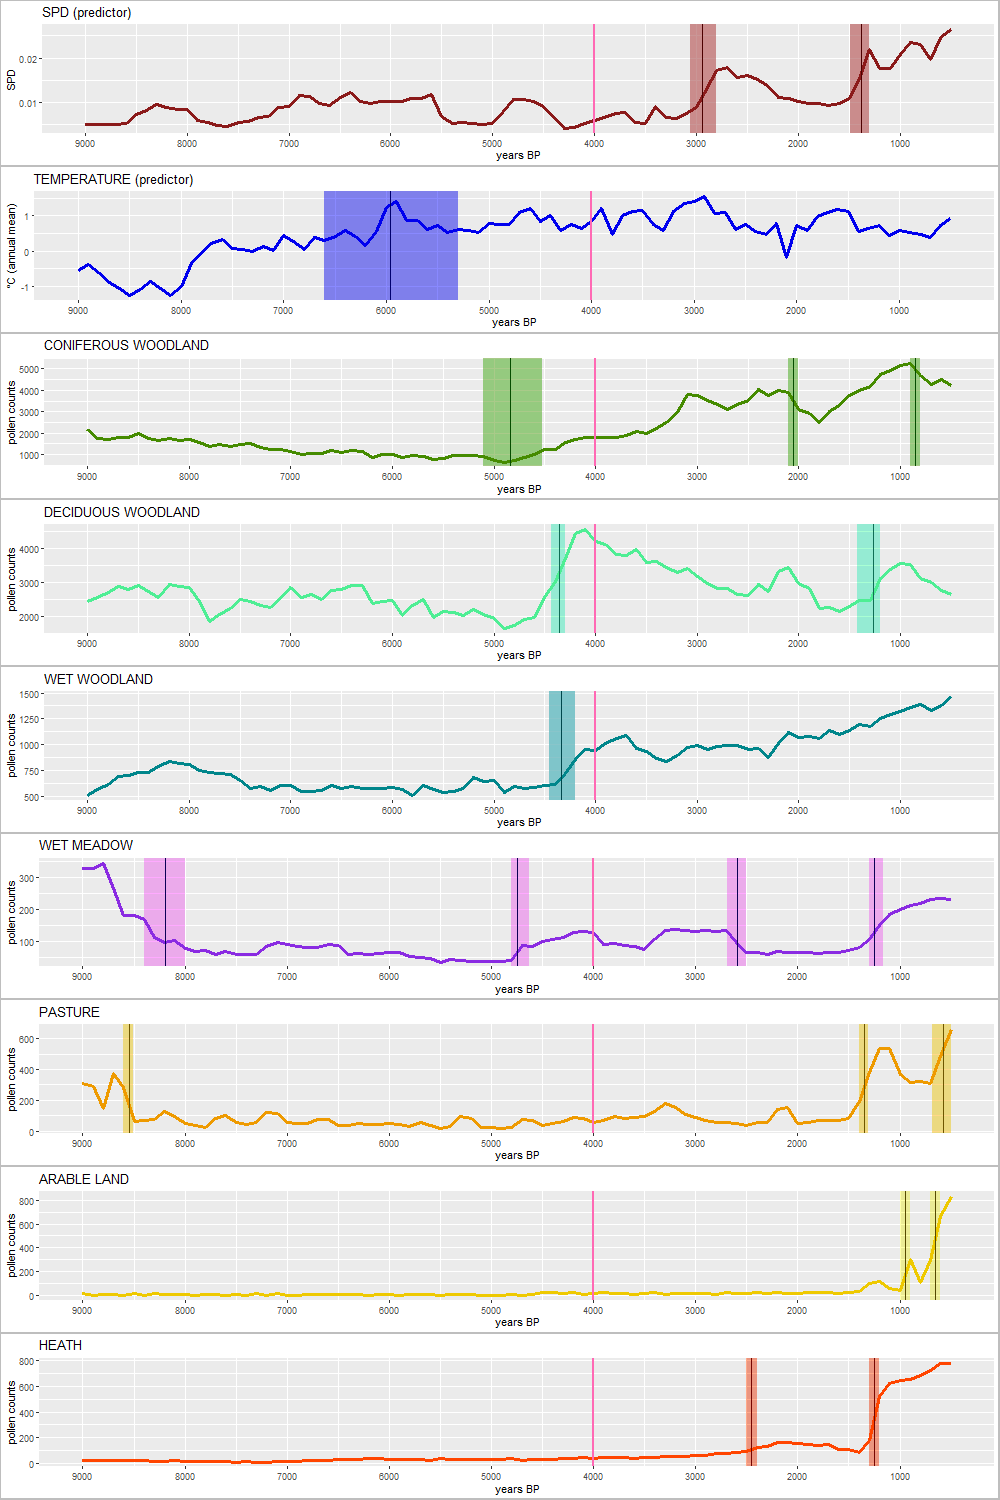 SPD (predictor)
SPD
0.02
0.01
9000 8000 7000 6000 5000 4000 3000 2000 1000
years BP
TEMPERATURE (predictor)
°C (annual mean)
1
0
-1
9000 8000 7000 6000 5000 4000 3000 2000 1000
years BP
CONIFEROUS WOODLAND
pollen counts
5000
4000
3000
2000
1000
9000 8000 7000 6000 5000 4000 3000 2000 1000
years BP
DECIDUOUS WOODLAND
pollen counts
4000
3000
2000
9000 8000 7000 6000 5000 4000 3000 2000 1000
years BP
WET WOODLAND
pollen counts
1500
1250
1000
750
500
9000 8000 7000 6000 5000 4000 3000 2000 1000
years BP
WET MEADOW
pollen counts
300
200
100
9000 8000 7000 6000 5000 4000 3000 2000 1000
years BP
PASTURE
pollen counts
600
400
200
0
9000 8000 7000 6000 5000 4000 3000 2000 1000
years BP
ARABLE LAND
pollen counts
800
600
400
200
0
9000 8000 7000 6000 5000 4000 3000 2000 1000
years BP
HEATH
pollen counts
800
600
400
200
0
9000 8000 7000 6000 5000 4000 3000 2000 1000
years BP